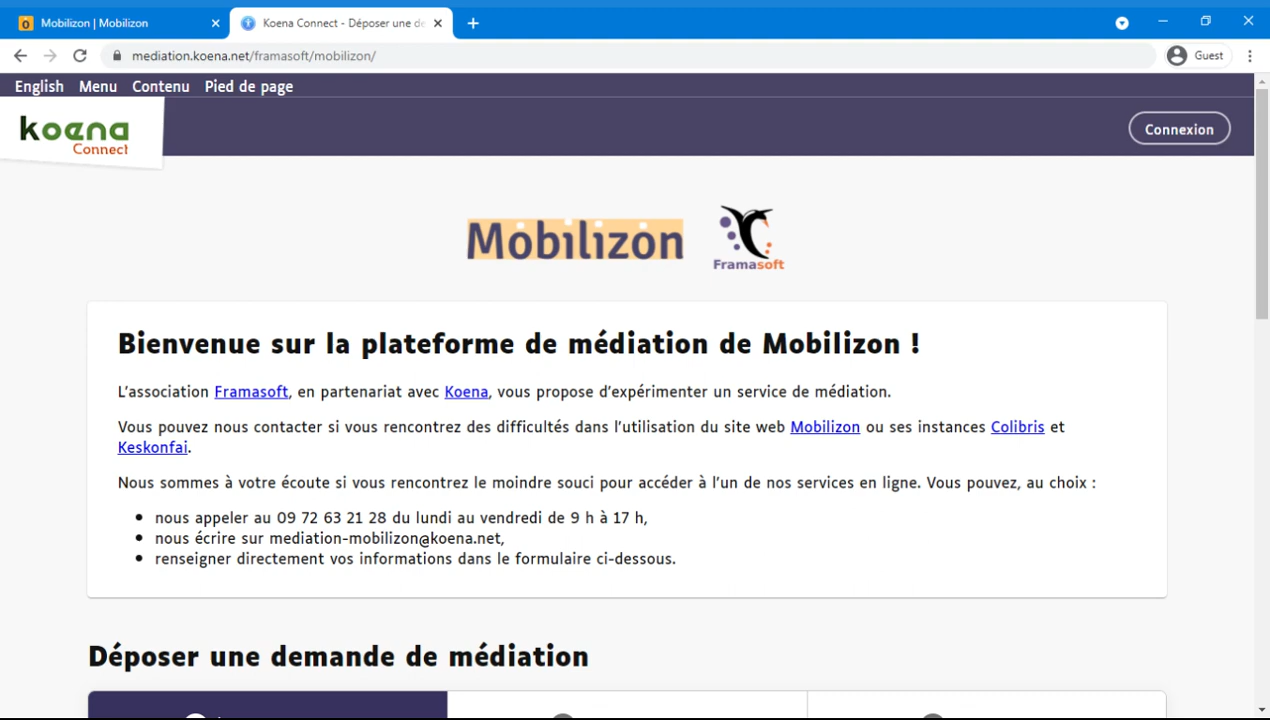 Mobilizon | Mobilizon
Koena Connect - Déposer une de
mediation.koena.net/framasoft/mobilizon/
Guest
English Menu Contenu Pied de page
koena
Connect
Connexion
Mobilizon
Framasoft
Bienvenue sur la plateforme de médiation de Mobilizon !
L'association Framasoft, en partenariat avec Koena, vous propose d'expérimenter un service de médiation.
Vous pouvez nous contacter si vous rencontrez des difficultés dans l'utilisation du site web Mobilizon ou ses instances Colibris et
Keskonfai.
Nous sommes à votre écoute si vous rencontrez le moindre souci pour accéder à l'un de nos services en ligne. Vous pouvez, au choix :
• nous appeler au 09 72 63 21 28 du lundi au vendredi de 9 h à 17 h,
• nous écrire sur mediation-mobilizon@koena.net,
• renseigner directement vos informations dans le formulaire ci-dessous.
Déposer une demande de médiation